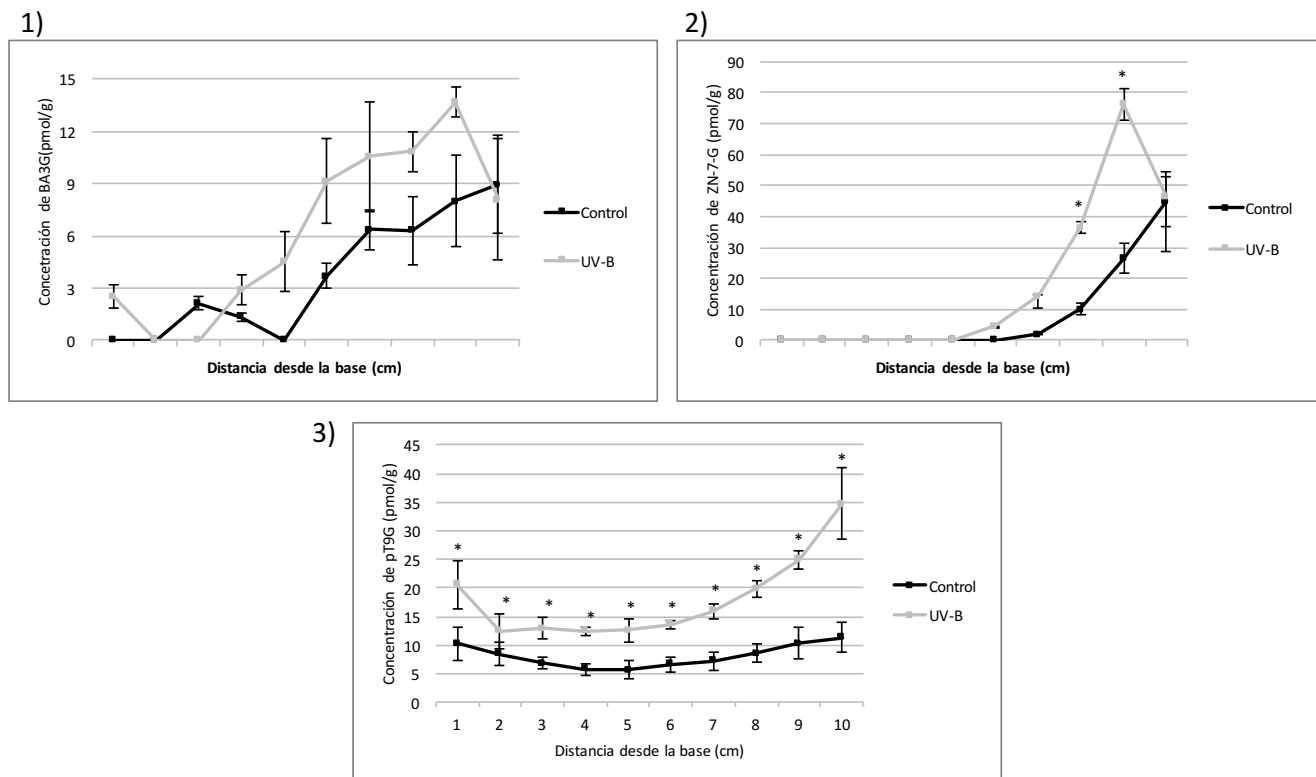 1)
Concetración de BA3G(pmol/g)
15
12
9
6
3
0
Distancia desde la base (cm)
Control
UV-B
2)
Concentración de ZN-7-G (pmol/g)
90
80
70
60
50
40
30
20
10
0
*
*
Distancia desde la base (cm)
Control
UV-B
3)
Concentración de pT9G (pmol/g)
45
40
35
30
25
20
15
10
5
0
* * * * * * * * * *
1 2 3 4 5 6 7 8 9 10
Distancia desde la base (cm)
Control
UV-B